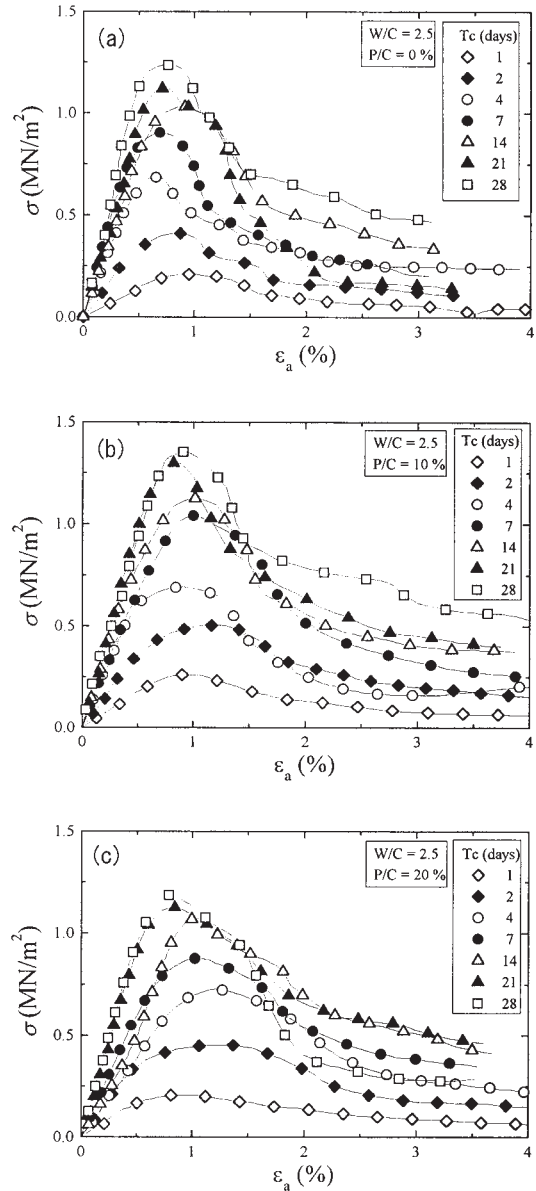 (a)
W/C = 2.5
P/C = 0 %
Tc (days)
1
2
4
7
14
21
28
1.5
1.0
0.5
0.0
σ (MN/m²)
0 1 2 3 4
εₐ (%)
(b)
W/C = 2.5
P/C = 10 %
Tc (days)
1
2
4
7
14
21
28
1.5
1.0
0.5
0.0
σ (MN/m²)
0 1 2 3 4
εₐ (%)
(c)
W/C = 2.5
P/C = 20 %
Tc (days)
1
2
4
7
14
21
28
1.5
1.0
0.5
0.0
σ (MN/m²)
0 1 2 3 4
εₐ (%)